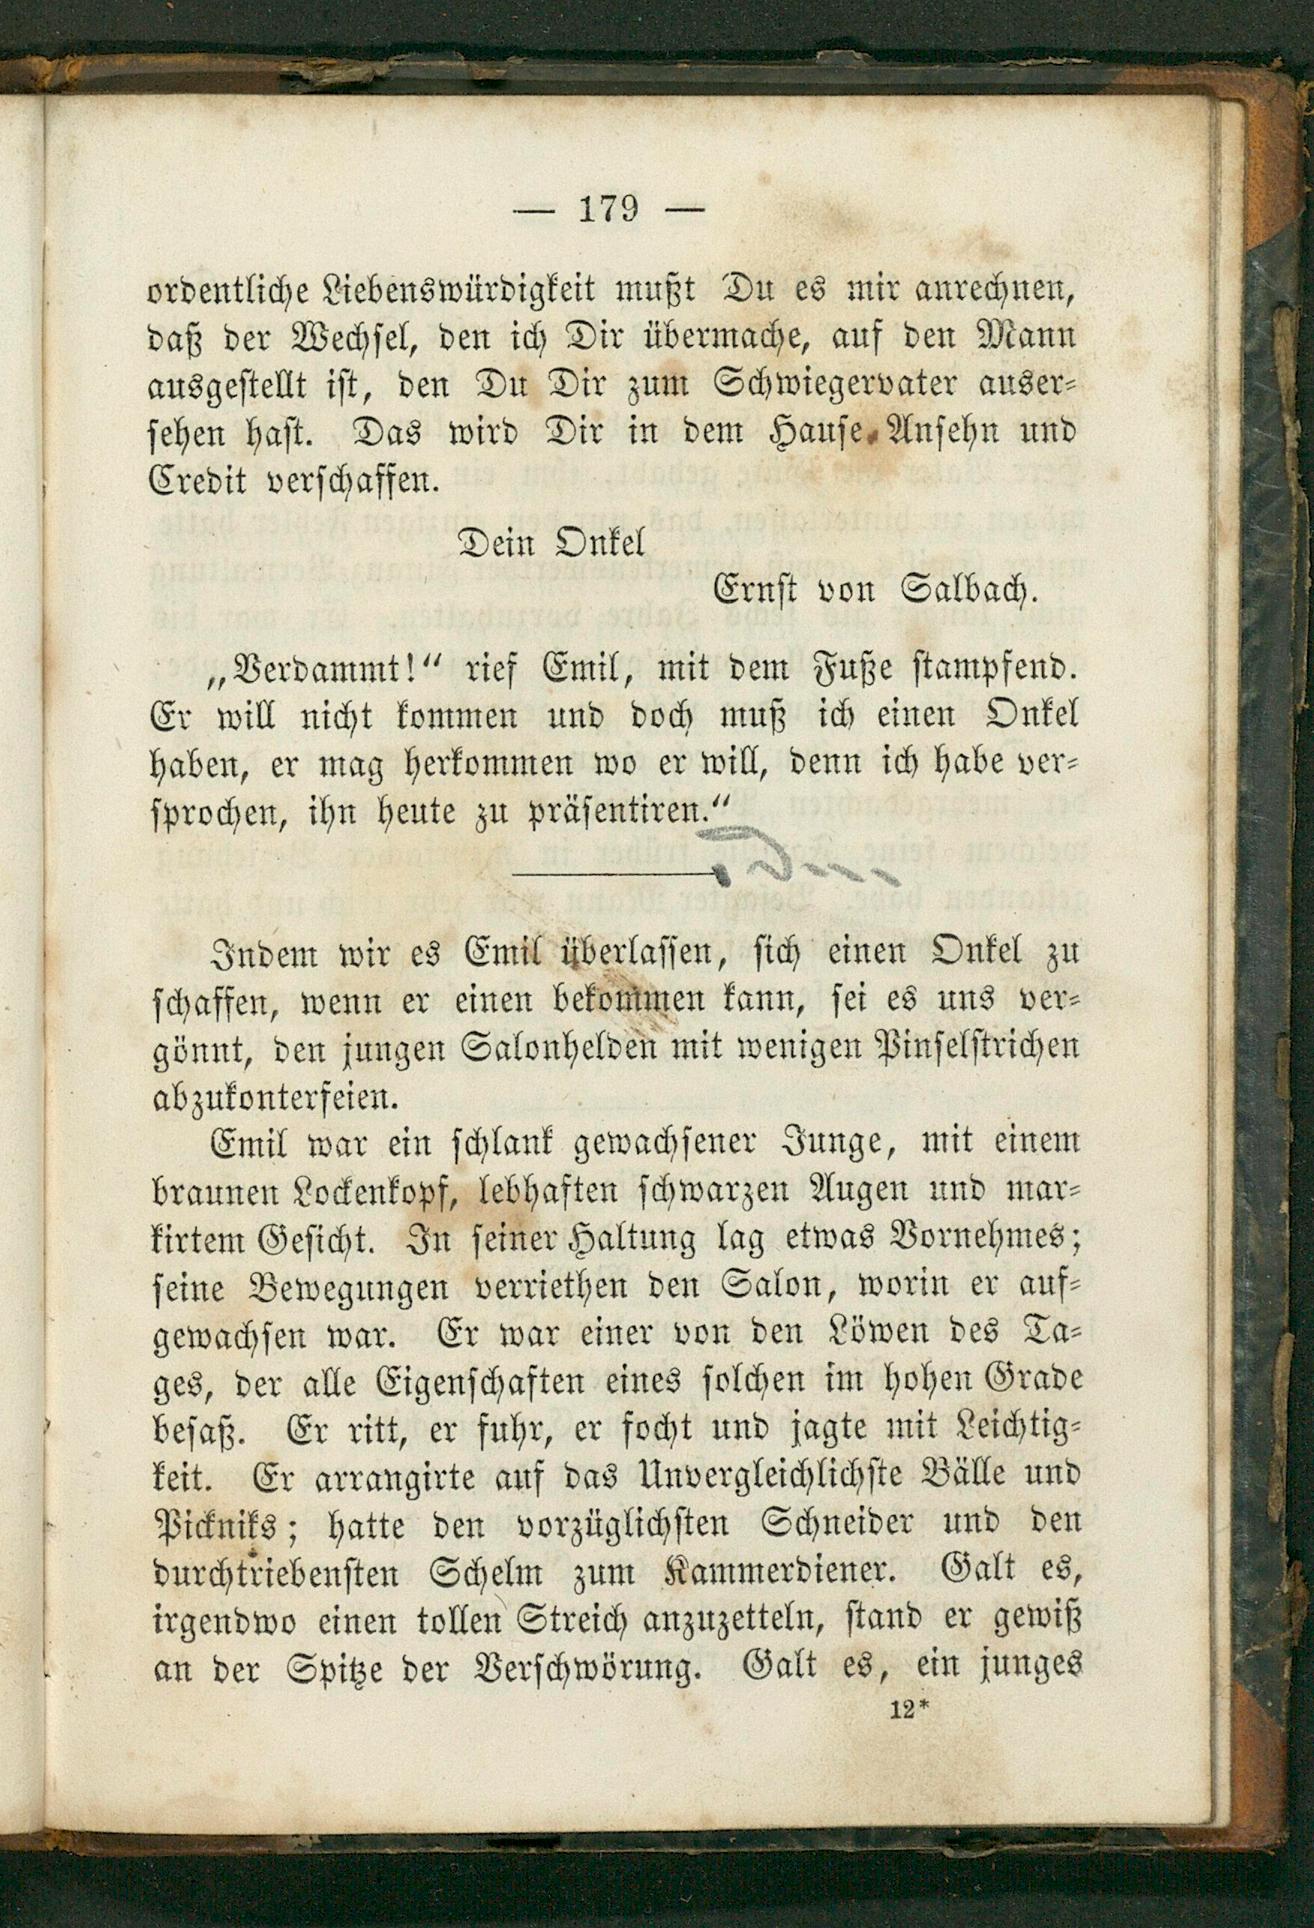 — 179 —
ordentliche Liebenswürdigkeit mußt Du es mir anrechnen,
daß der Wechsel, den ich Dir übermache, auf den Mann
ausgestellt ist, den Du Dir zum Schwiegervater auser-
sehen hast. Das wird Dir in dem Hause Ansehn und
Credit verschaffen.
Dein Onkel
Ernst von Salbach.
„Verdammt!“ rief Emil, mit dem Fuße stampfend.
Er will nicht kommen und doch muß ich einen Onkel
haben, er mag herkommen wo er will, denn ich habe ver-
sprochen, ihn heute zu präsentiren.“
Indem wir es Emil überlassen, sich einen Onkel zu
schaffen, wenn er einen bekommen kann, sei es uns ver-
gönnt, den jungen Salonhelden mit wenigen Pinselstrichen
abzukonterfeien.
Emil war ein schlank gewachsener Junge, mit einem
braunen Lockenkopf, lebhaften schwarzen Augen und mar-
kirtem Gesicht. In seiner Haltung lag etwas Vornehmes;
seine Bewegungen verriethen den Salon, worin er auf-
gewachsen war. Er war einer von den Löwen des Ta-
ges, der alle Eigenschaften eines solchen im hohen Grade
besaß. Er ritt, er fuhr, er focht und jagte mit Leichtig-
keit. Er arrangirte auf das Unvergleichlichste Bälle und
Pickniks; hatte den vorzüglichsten Schneider und den
durchtriebensten Schelm zum Kammerdiener. Galt es,
irgendwo einen tollen Streich anzuzetteln, stand er gewiß
an der Spitze der Verschwörung. Galt es, ein junges
12*